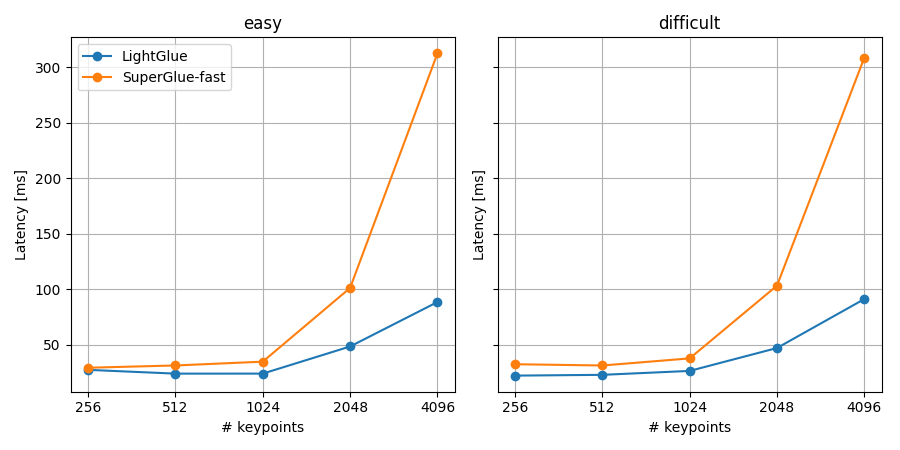 easy
difficult
LightGlue
SuperGlue-fast
300
250
200
150
100
50
Latency [ms]
Latency [ms]
256 512 1024 2048 4096
256 512 1024 2048 4096
# keypoints
# keypoints